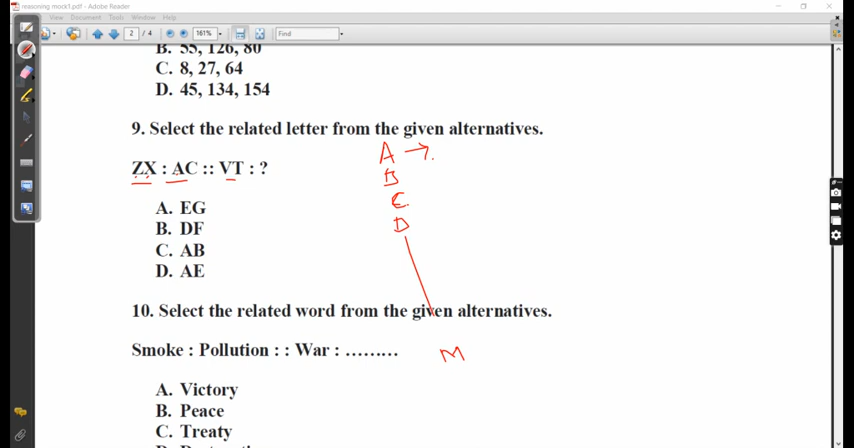 reasoning mock1.pdf - Adobe Reader
View Document Tools Window Help
2 / 4 161% Find
B. 55, 126, 80
C. 8, 27, 64
D. 45, 134, 154
9. Select the related letter from the given alternatives.
A
ZX : AC :: VT : ?
B
C
A. EG
B. DF
D
C. AB
D. AE
10. Select the related word from the given alternatives.
Smoke : Pollution : : War : ………
M
A. Victory
B. Peace
C. Treaty